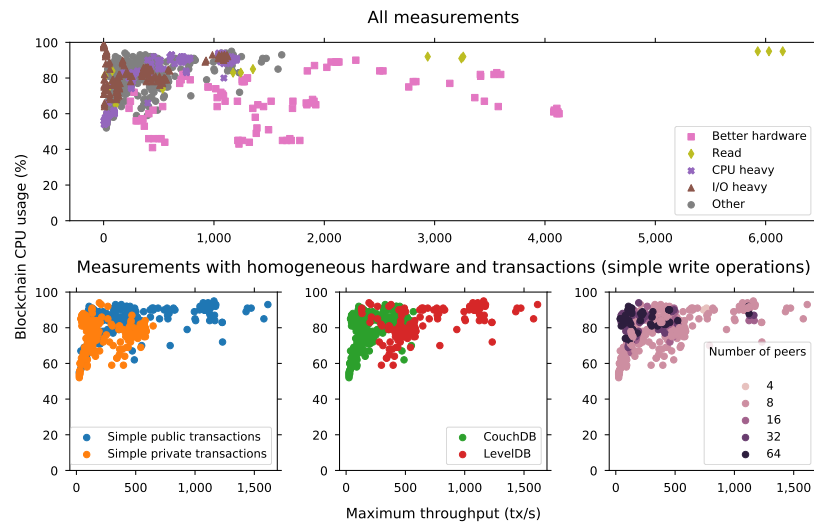 All measurements
100
80
60
40
20
0
0 1,000 2,000 3,000 4,000 5,000 6,000
Better hardware
Read
CPU heavy
I/O heavy
Other
Blockchain CPU usage (%)
Measurements with homogeneous hardware and transactions (simple write operations)
100
80
60
40
20
0
0 500 1,000 1,500
Simple public transactions
Simple private transactions
100
80
60
40
20
0
0 500 1,000 1,500
CouchDB
LevelDB
100
80
60
40
20
0
0 500 1,000 1,500
Number of peers
4
8
16
32
64
Maximum throughput (tx/s)